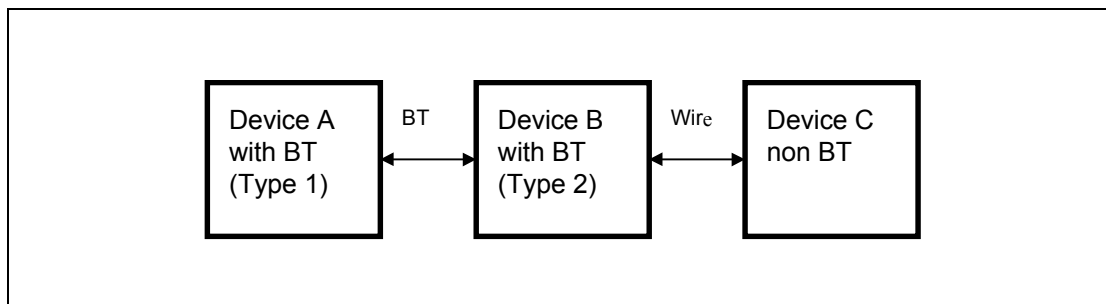 Device A
with BT
(Type 1)
BT
Device B
with BT
(Type 2)
Wire
Device C
non BT